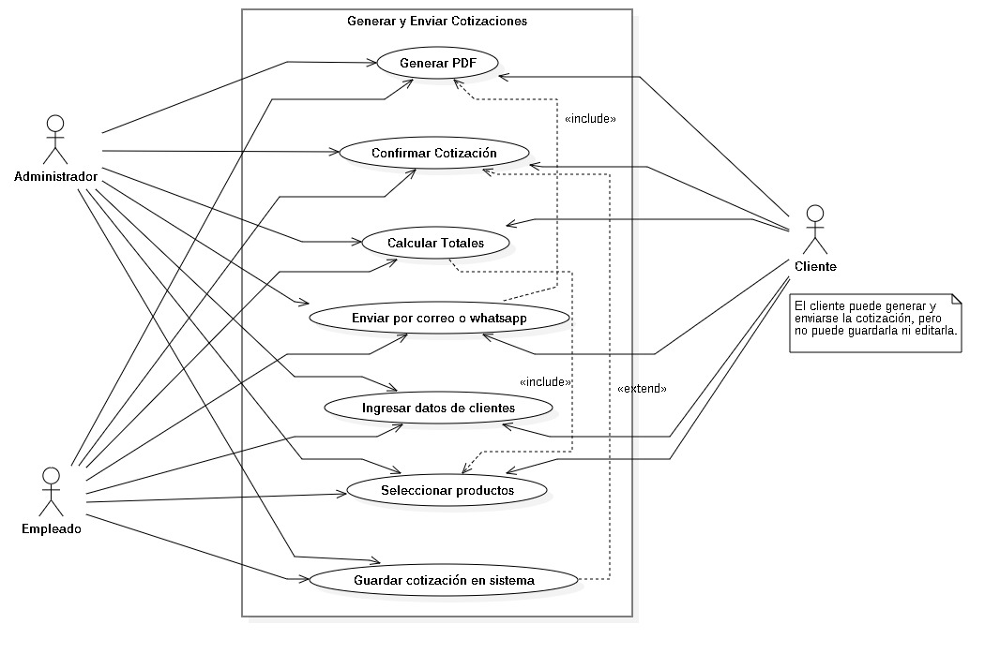 Generar y Enviar Cotizaciones
Generar PDF
«include»
Confirmar Cotización
Administrador
Calcular Totales
Cliente
El cliente puede generar y
enviarse la cotización, pero
no puede guardarla ni editarla.
Enviar por correo o whatsapp
«include»
«extend»
Ingresar datos de clientes
Seleccionar productos
Empleado
Guardar cotización en sistema